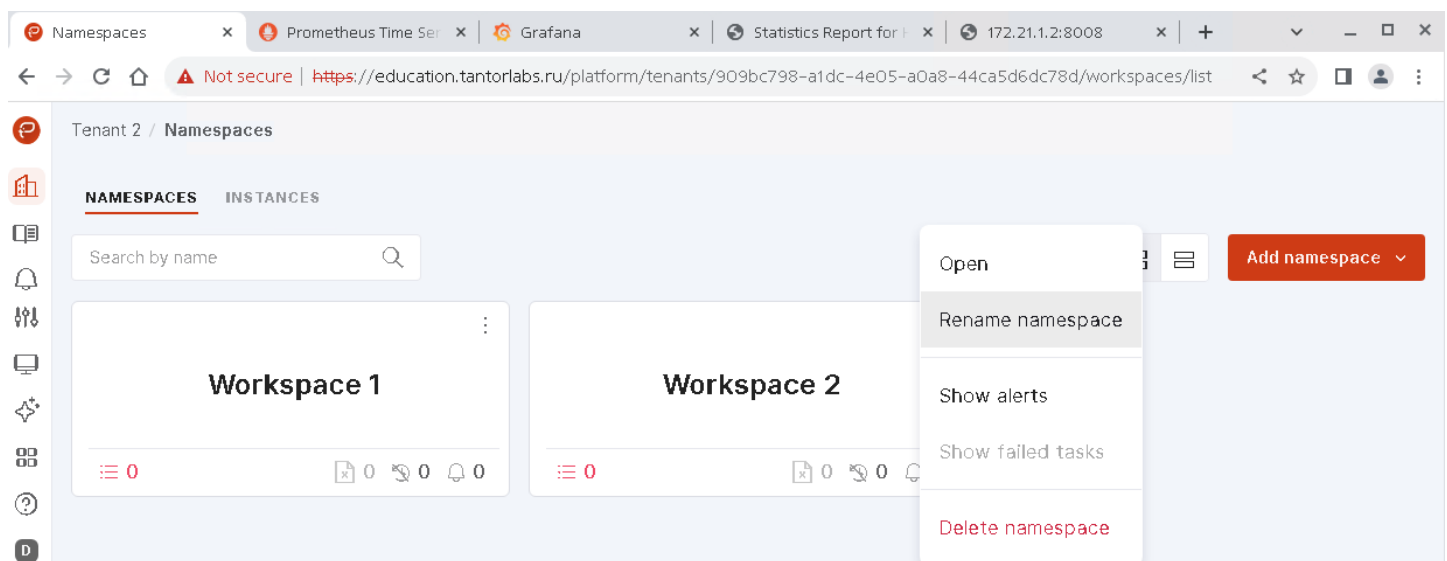 Namespaces
Prometheus Time Ser
Grafana
Statistics Report for H
172.21.1.2:8008
Not secure | https://education.tantorlabs.ru/platform/tenants/909bc798-a1dc-4e05-a0a8-44ca5d6dc78d/workspaces/list
Tenant 2 / Namespaces
NAMESPACES INSTANCES
Search by name
Add namespace
Open
Rename namespace
Show alerts
Show failed tasks
Delete namespace
Workspace 1
0 0 0 0
Workspace 2
0 0 0
D